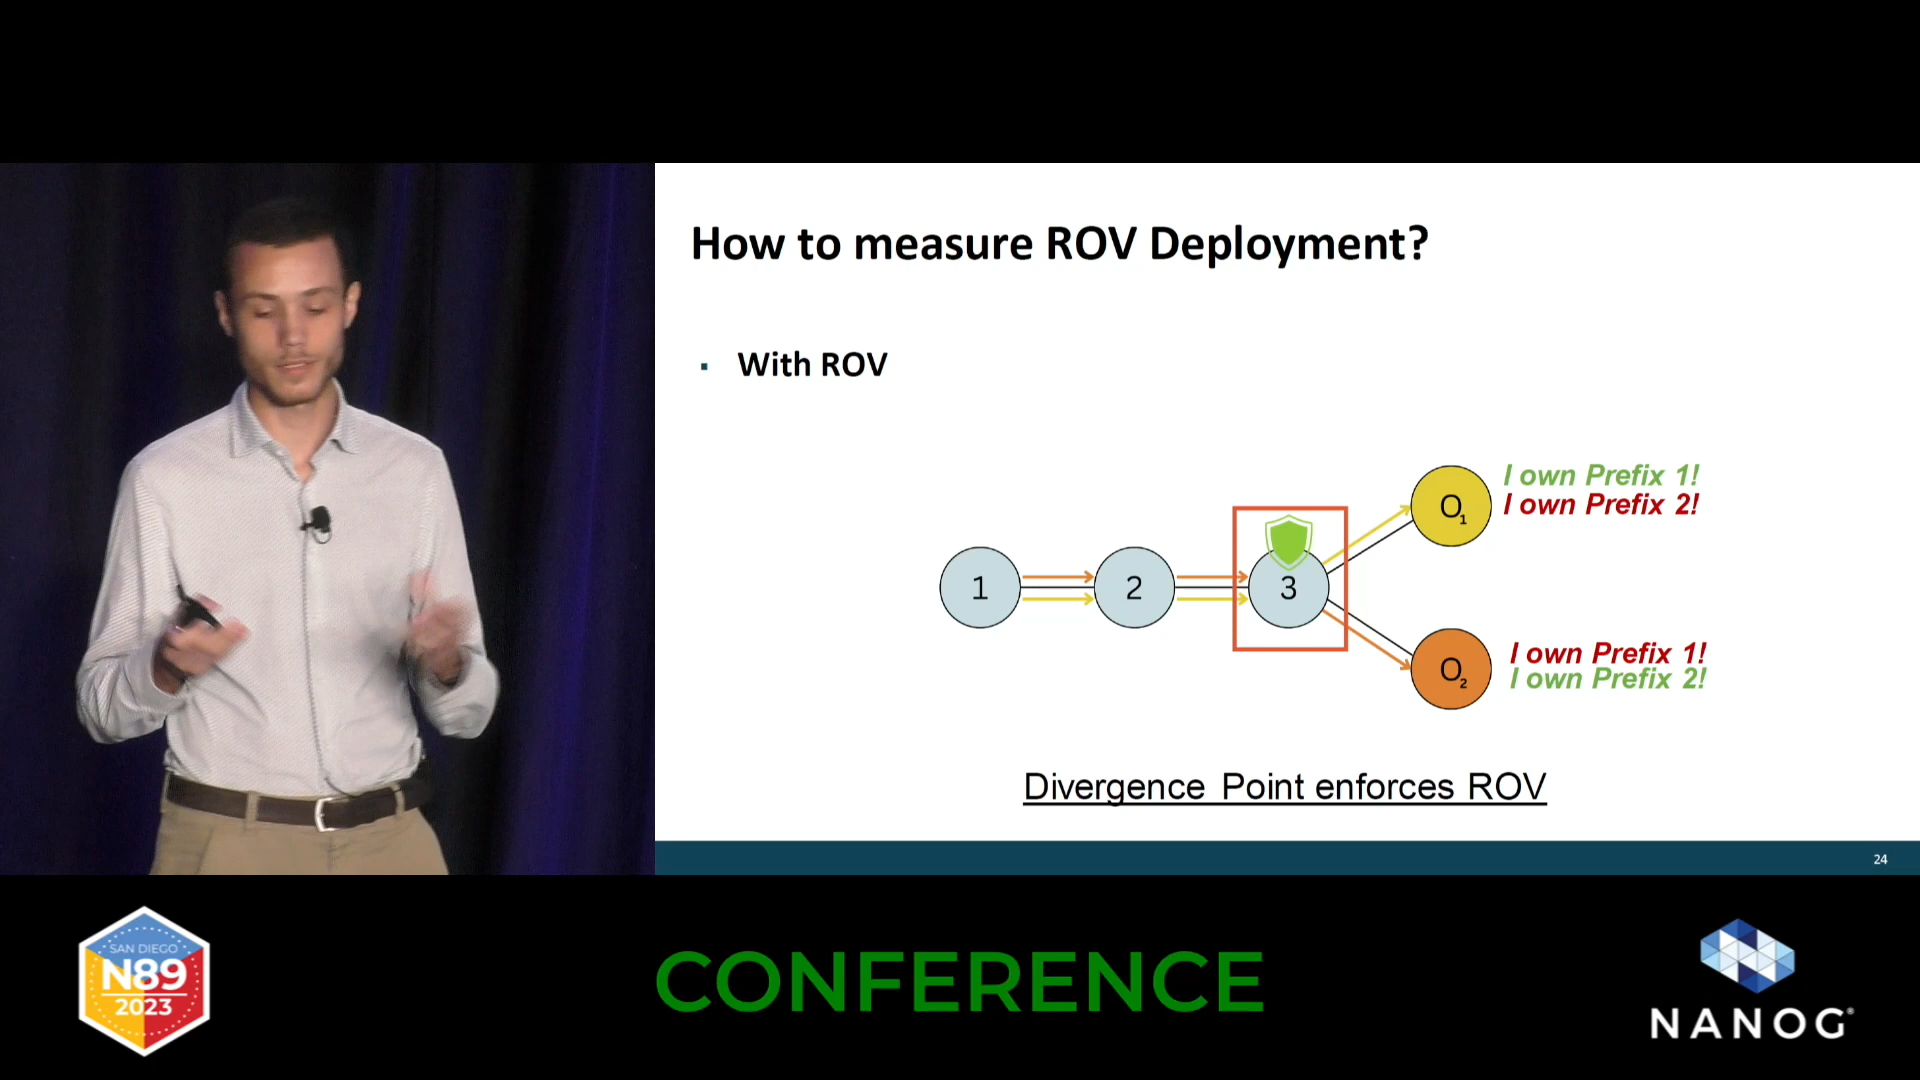 How to measure ROV Deployment?
▪ With ROV
I own Prefix 1!
I own Prefix 2!
O1
1
2
3
O2
I own Prefix 1!
I own Prefix 2!
Divergence Point enforces ROV
24
SAN DIEGO
N89
2023
CONFERENCE
NANOG®